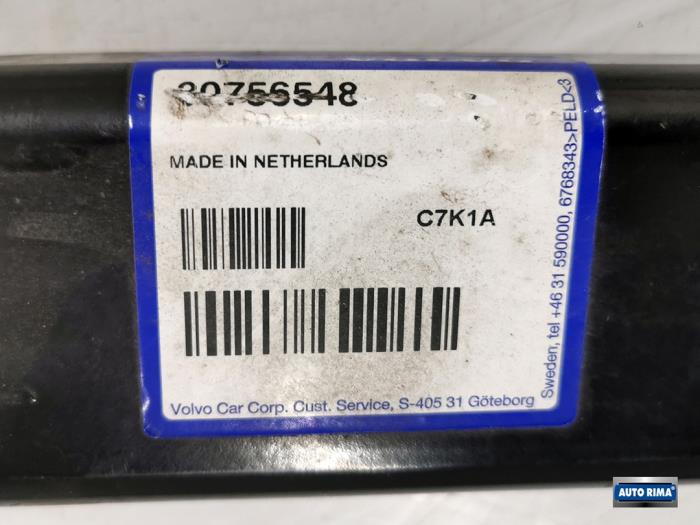 30756548
MADE IN NETHERLANDS
C7K1A
Volvo Car Corp. Cust. Service, S-405 31 Göteborg
Sweden, tel +46 31 590000, 6768343>PELD<3
AUTO RIMA